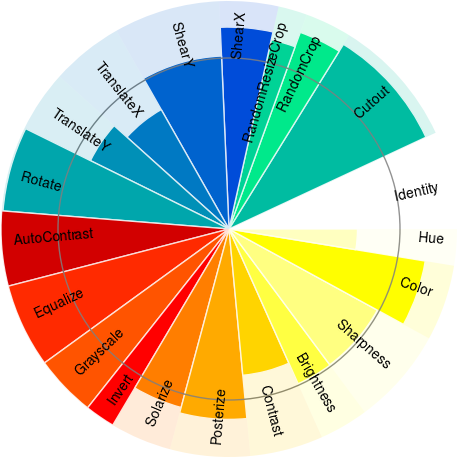 ShearX
RandomResizeCrop
RandomCrop
Cutout
Identity
Hue
Color
Sharpness
Brightness
Contrast
Posterize
Solarize
Invert
Grayscale
Equalize
AutoContrast
Rotate
TranslateY
TranslateX
ShearY